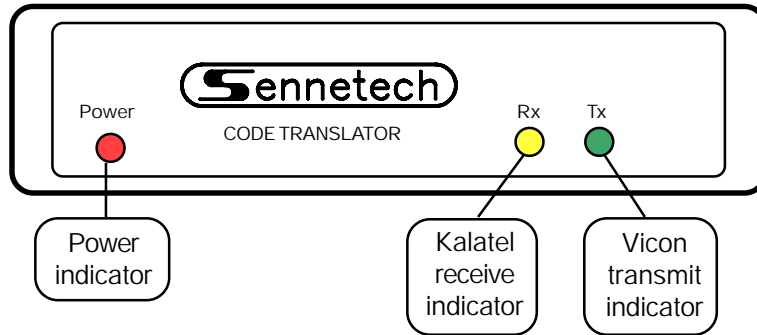 Sennetech
Power
Rx Tx
CODE TRANSLATOR
Power
indicator
Kalatel
receive
indicator
Vicon
transmit
indicator